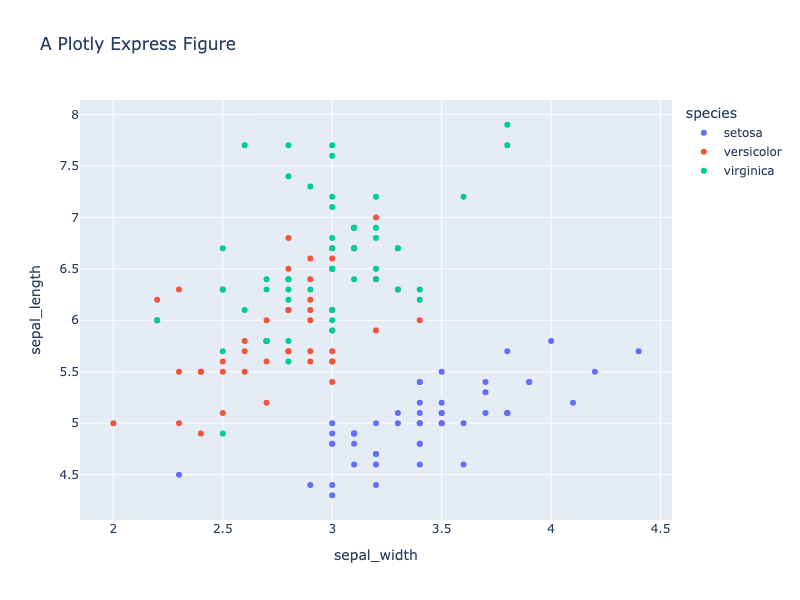 A Plotly Express Figure
species
setosa
versicolor
virginica
8
7.5
7
6.5
6
5.5
5
4.5
sepal_length
2
2.5
3
3.5
4
4.5
sepal_width